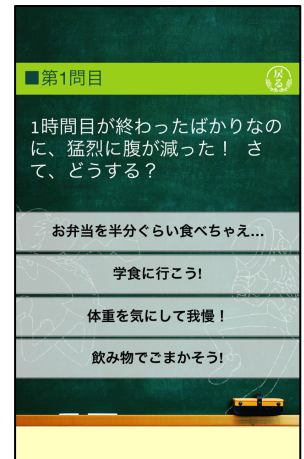 ■第1問目
戻る
1時間目が終わったばかりなの
に、猛烈に腹が減った！ さ
て、どうする？
お弁当を半分ぐらい食べちゃえ...
学食に行こう!
体重を気にして我慢！
飲み物でごまかそう!